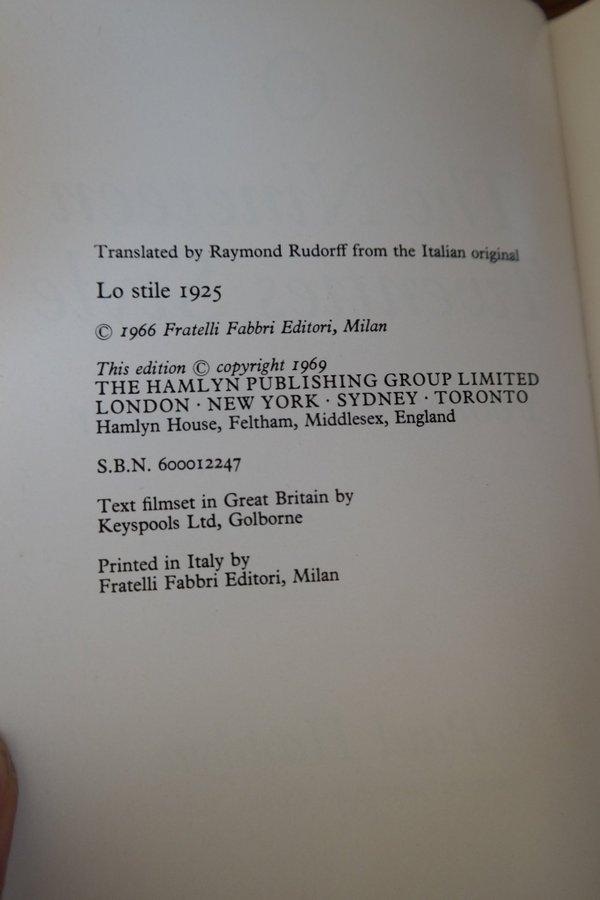 Translated by Raymond Rudorff from the Italian original
Lo stile 1925
© 1966 Fratelli Fabbri Editori, Milan
This edition © copyright 1969
THE HAMLYN PUBLISHING GROUP LIMITED
LONDON · NEW YORK · SYDNEY · TORONTO
Hamlyn House, Feltham, Middlesex, England
S.B.N. 600012247
Text filmset in Great Britain by
Keyspools Ltd, Golborne
Printed in Italy by
Fratelli Fabbri Editori, Milan